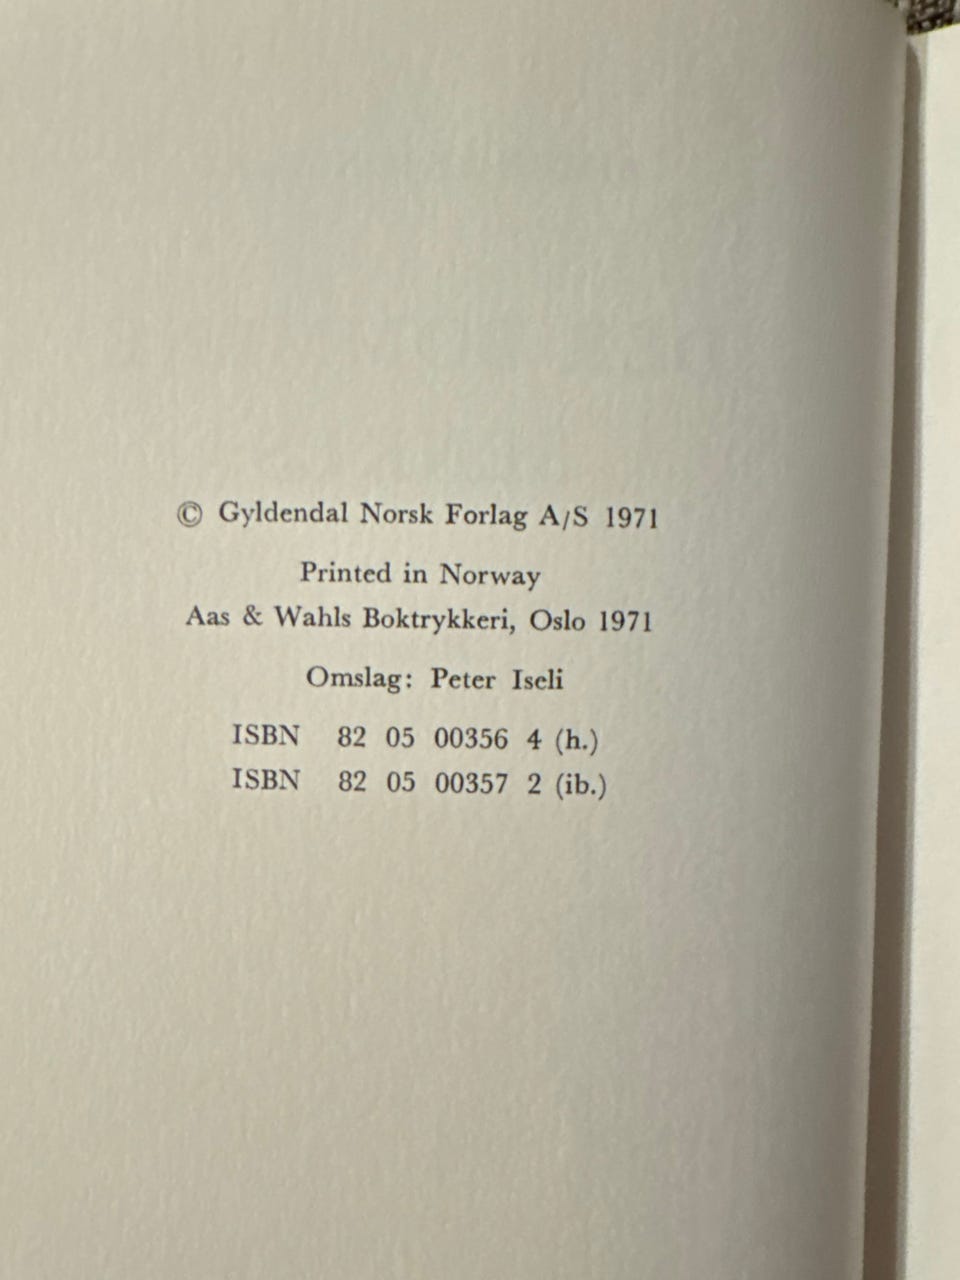 © Gyldendal Norsk Forlag A/S 1971
Printed in Norway
Aas & Wahls Boktrykkeri, Oslo 1971
Omslag: Peter Iseli
ISBN 82 05 00356 4 (h.)
ISBN 82 05 00357 2 (ib.)